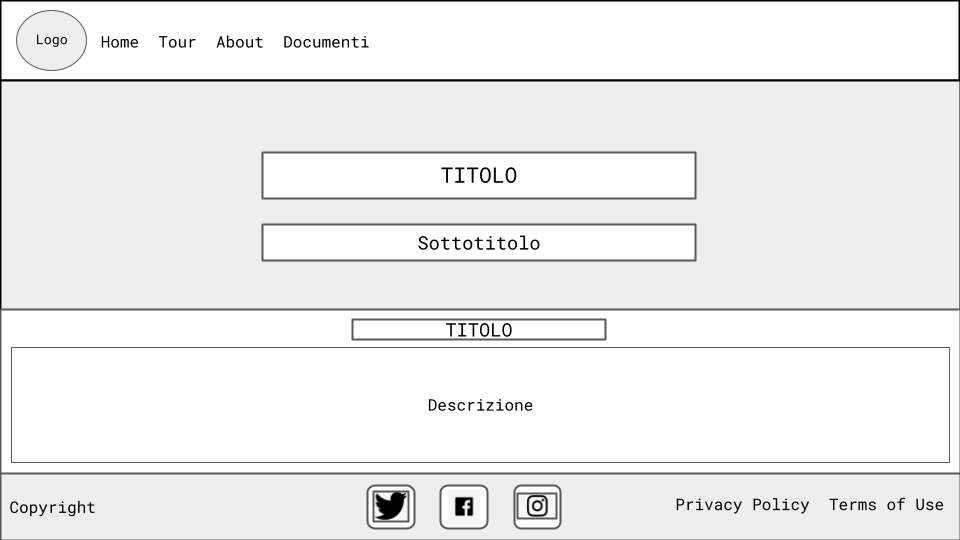 Logo
Home Tour About Documenti
TITOLO
Sottotitolo
TITOLO
Descrizione
Copyright
Privacy Policy Terms of Use